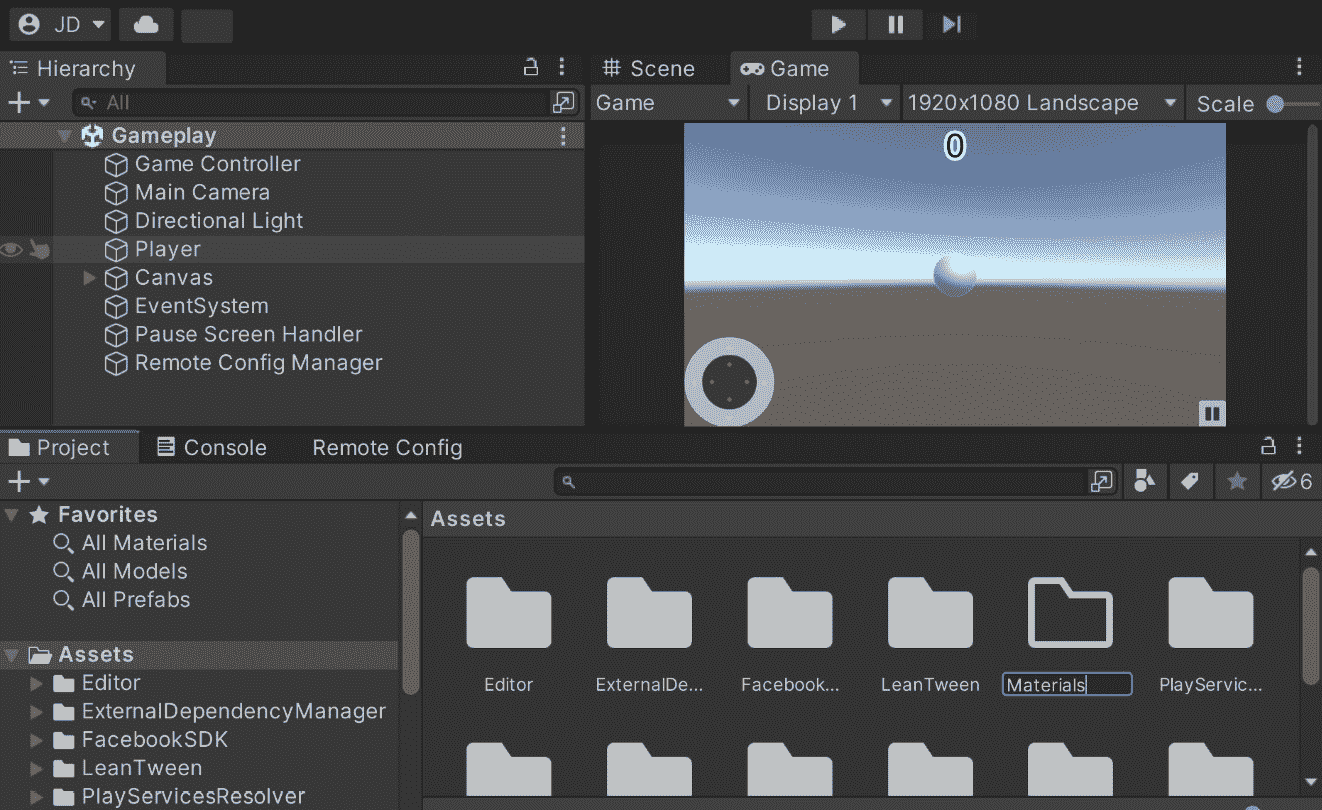 JD
Hierarchy
All
Gameplay
Game Controller
Main Camera
Directional Light
Player
Canvas
EventSystem
Pause Screen Handler
Remote Config Manager
Scene
Game
Game
Display 1
1920x1080 Landscape
Scale
0
Project
Console
Remote Config
6
Favorites
All Materials
All Models
All Prefabs
Assets
Editor
ExternalDependencyManager
FacebookSDK
LeanTween
PlayServicesResolver
Assets
Editor
ExternalDe...
Facebook...
LeanTween
Materials
PlayServic...